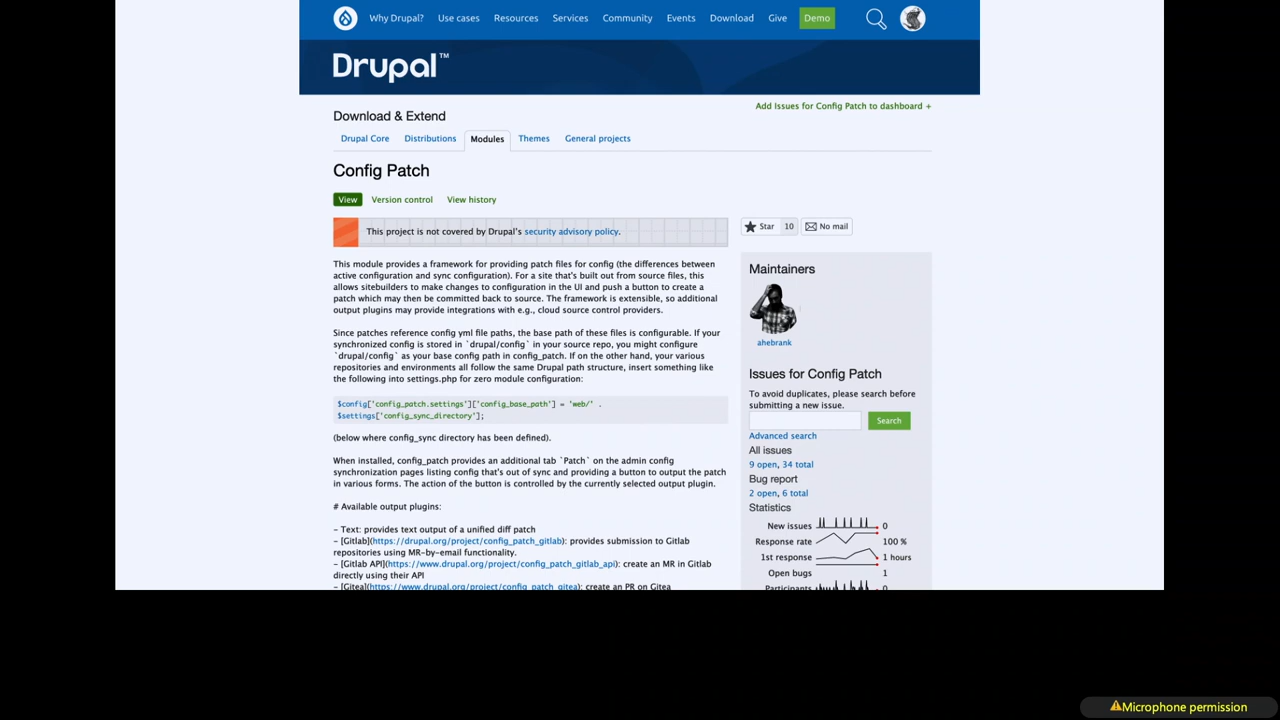 Why Drupal? Use cases Resources Services Community Events Download Give Demo
Drupal™
Add Issues for Config Patch to dashboard +
Download & Extend
Drupal Core Distributions Modules Themes General projects
Config Patch
View Version control View history
This project is not covered by Drupal's security advisory policy.
This module provides a framework for providing patch files for config (the differences between
active configuration and sync configuration). For a site that's built out from source files, this
allows sitebuilders to make changes to configuration in the UI and push a button to create a
patch which may then be committed back to source. The framework is extensible, so additional
output plugins may provide integrations with e.g., cloud source control providers.
Since patches reference config yml file paths, the base path of these files is configurable. If your
synchronized config is stored in `drupal/config` in your source repo, you might configure
`drupal/config` as your base config path in config_patch. If on the other hand, your various
repositories and environments all follow the same Drupal path structure, insert something like
the following into settings.php for zero module configuration:
$config['config_patch.settings']['config_base_path'] = 'web/' .
$settings['config_sync_directory'];
(below where config_sync directory has been defined).
When installed, config_patch provides an additional tab `Patch` on the admin config
synchronization pages listing config that's out of sync and providing a button to output the patch
in various forms. The action of the button is controlled by the currently selected output plugin.
# Available output plugins:
- Text: provides text output of a unified diff patch
- [Gitlab](https://drupal.org/project/config_patch_gitlab): provides submission to Gitlab
repositories using MR-by-email functionality.
- [Gitlab API](https://www.drupal.org/project/config_patch_gitlab_api): create an MR in Gitlab
directly using their API
- [Gitea](https://www.drupal.org/project/config_patch_gitea): create an PR on Gitea
Star 10 No mail
Maintainers
ahebrank
Issues for Config Patch
To avoid duplicates, please search before
submitting a new issue.
Search
Advanced search
All issues
9 open, 34 total
Bug report
2 open, 6 total
Statistics
New issues 0
Response rate 100 %
1st response 1 hours
Open bugs 1
Participants 0
Microphone permission